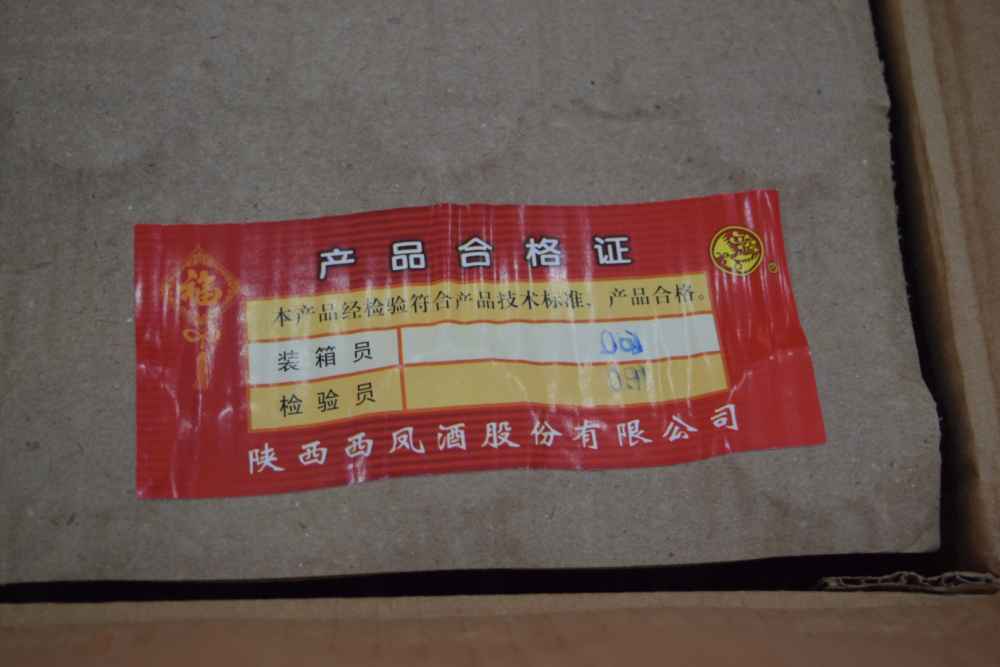 产品合格证
福
本产品经检验符合产品技术标准，产品合格。
装箱员
检验员 091
陕西西凤酒股份有限公司